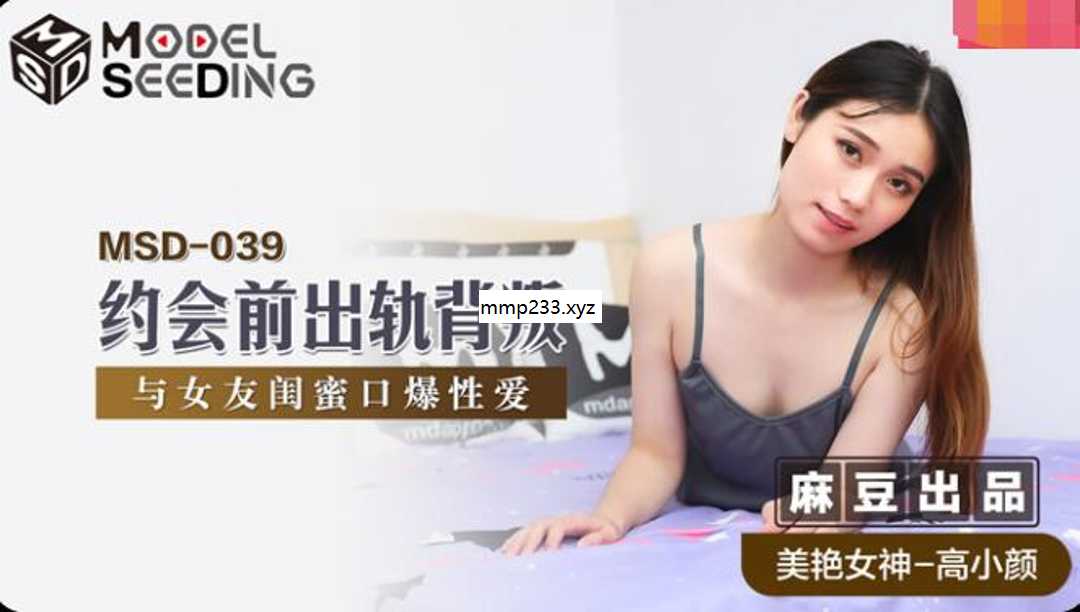 MODEL
SEEDING
MSD
MSD-039
约会前出轨背叛
mmp233.xyz
与女友闺蜜口爆性爱
麻豆出品
美艳女神-高小颜